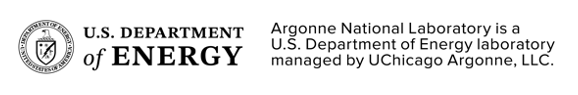 U.S. DEPARTMENT
of ENERGY
Argonne National Laboratory is a
U.S. Department of Energy laboratory
managed by UChicago Argonne, LLC.